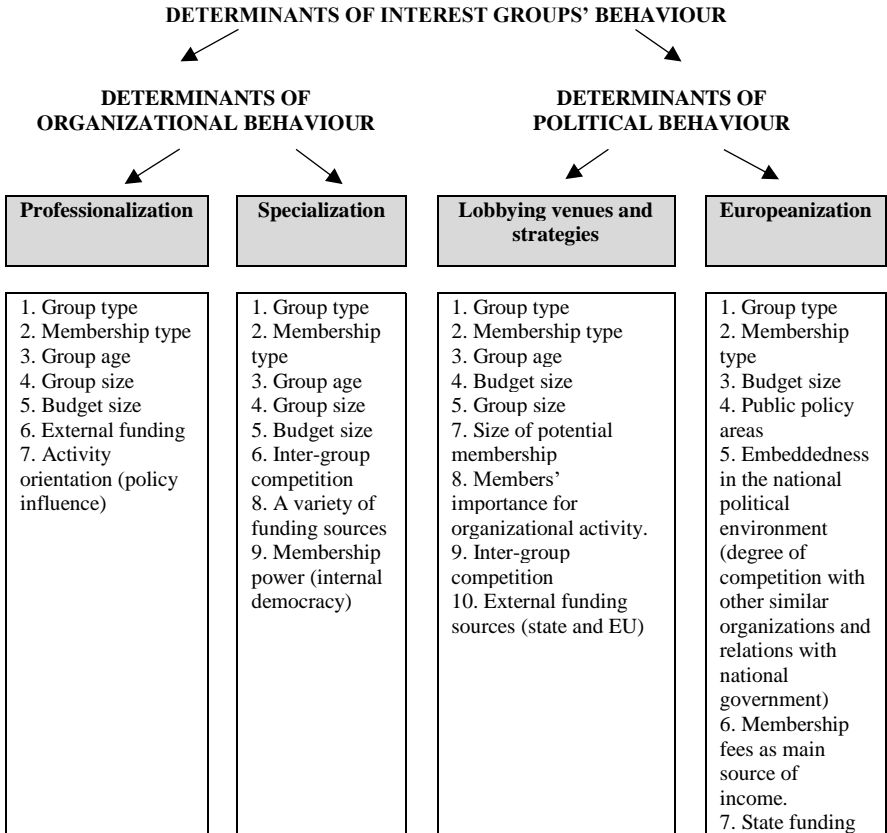 DETERMINANTS OF INTEREST GROUPS’ BEHAVIOUR
DETERMINANTS OF
ORGANIZATIONAL BEHAVIOUR
DETERMINANTS OF
POLITICAL BEHAVIOUR
Professionalization
Specialization
Lobbying venues and
strategies
Europeanization
1. Group type
2. Membership type
3. Group age
4. Group size
5. Budget size
6. External funding
7. Activity
orientation (policy
influence)
1. Group type
2. Membership
type
3. Group age
4. Group size
5. Budget size
6. Inter-group
competition
8. A variety of
funding sources
9. Membership
power (internal
democracy)
1. Group type
2. Membership type
3. Group age
4. Budget size
5. Group size
7. Size of potential
membership
8. Members’
importance for
organizational activity.
9. Inter-group
competition
10. External funding
sources (state and EU)
1. Group type
2. Membership
type
3. Budget size
4. Public policy
areas
5. Embeddedness
in the national
political
environment
(degree of
competition with
other similar
organizations and
relations with
national
government)
6. Membership
fees as main
source of
income.
7. State funding